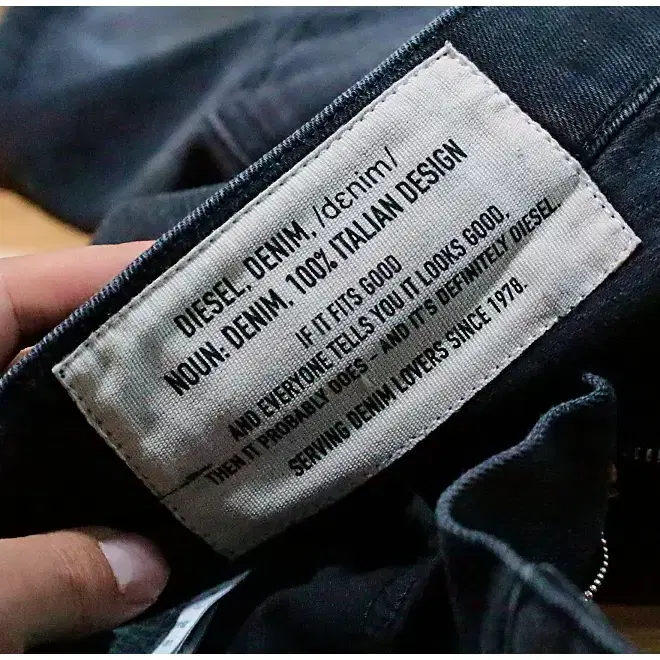 DIESEL, DENIM, /dɛnim/
NOUN: DENIM, 100% ITALIAN DESIGN
IF IT FITS GOOD
AND EVERYONE TELLS YOU IT LOOKS GOOD,
THEN IT PROBABLY DOES – AND IT'S DEFINITELY DIESEL.
SERVING DENIM LOVERS SINCE 1978.